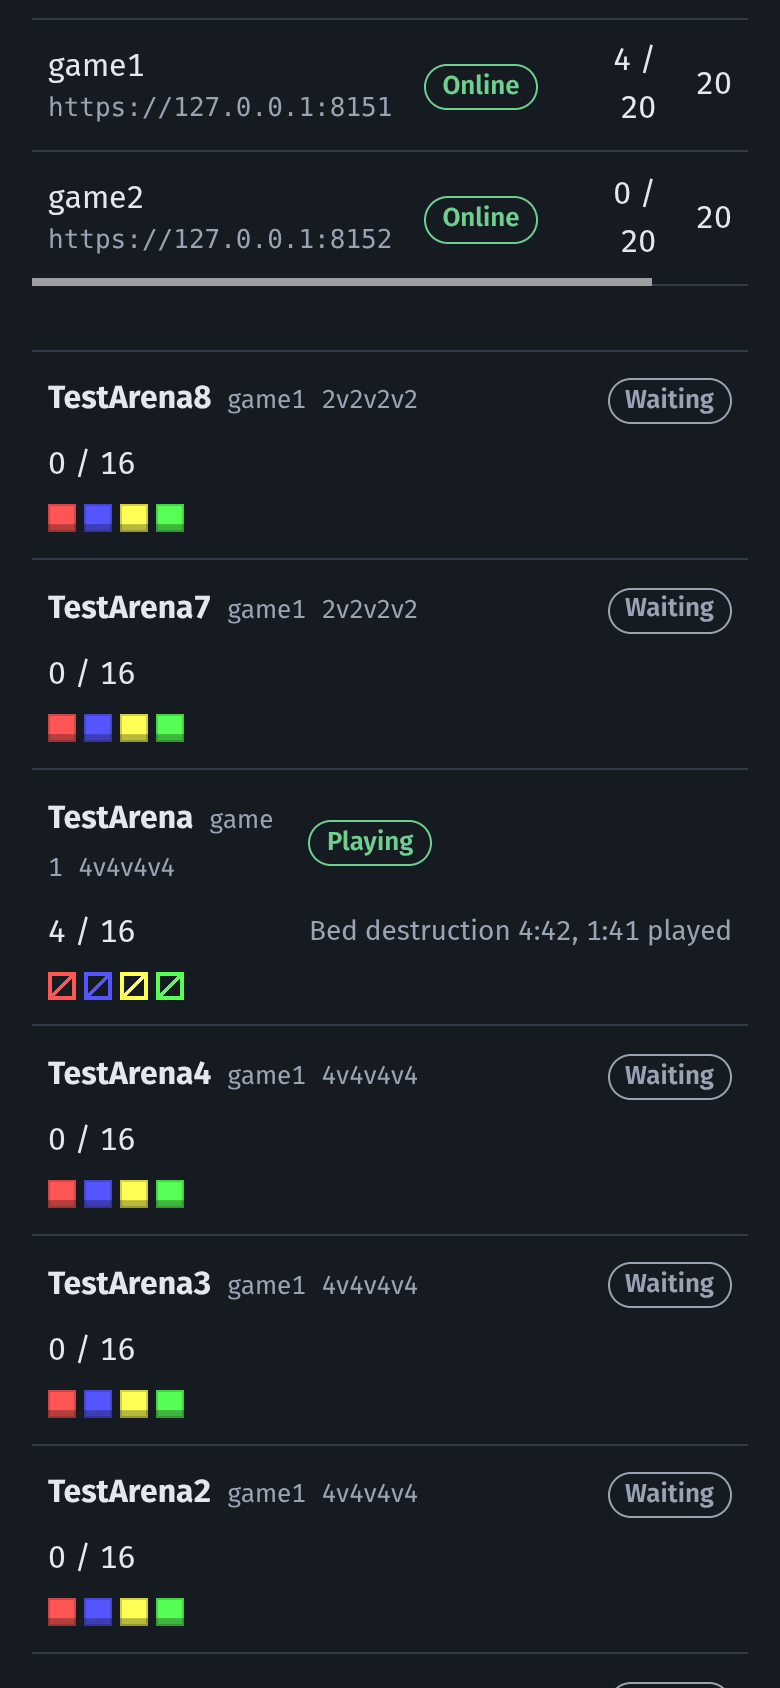 game1
https://127.0.0.1:8151
Online
4 /
20
20
game2
https://127.0.0.1:8152
Online
0 /
20
20
TestArena8 game1 2v2v2v2
Waiting
0 / 16
TestArena7 game1 2v2v2v2
Waiting
0 / 16
TestArena game
1 4v4v4v4
Playing
4 / 16
Bed destruction 4:42, 1:41 played
TestArena4 game1 4v4v4v4
Waiting
0 / 16
TestArena3 game1 4v4v4v4
Waiting
0 / 16
TestArena2 game1 4v4v4v4
Waiting
0 / 16